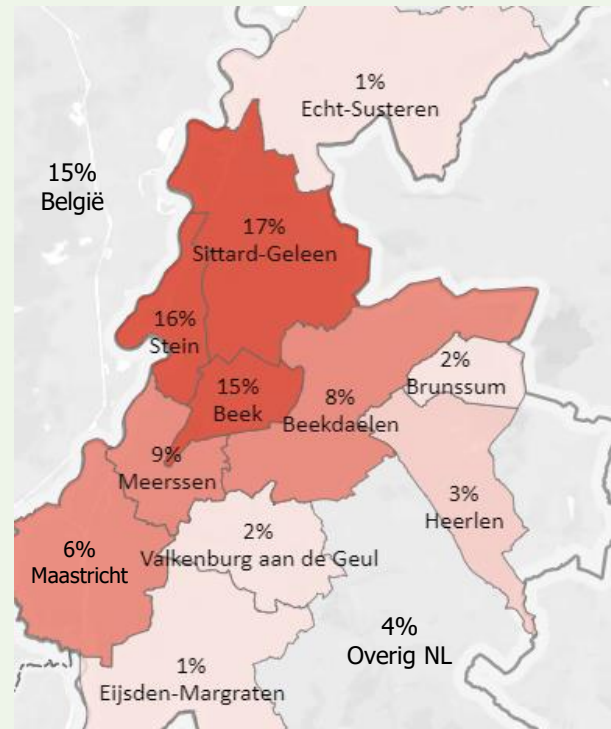 1%
Echt-Susteren
15%
België
17%
Sittard-Geleen
16%
Stein
15%
Beek
8%
Beekdaelen
2%
Brunssum
9%
Meerssen
3%
Heerlen
2%
Valkenburg aan de Geul
6%
Maastricht
4%
Overig NL
1%
Eijsden-Margraten